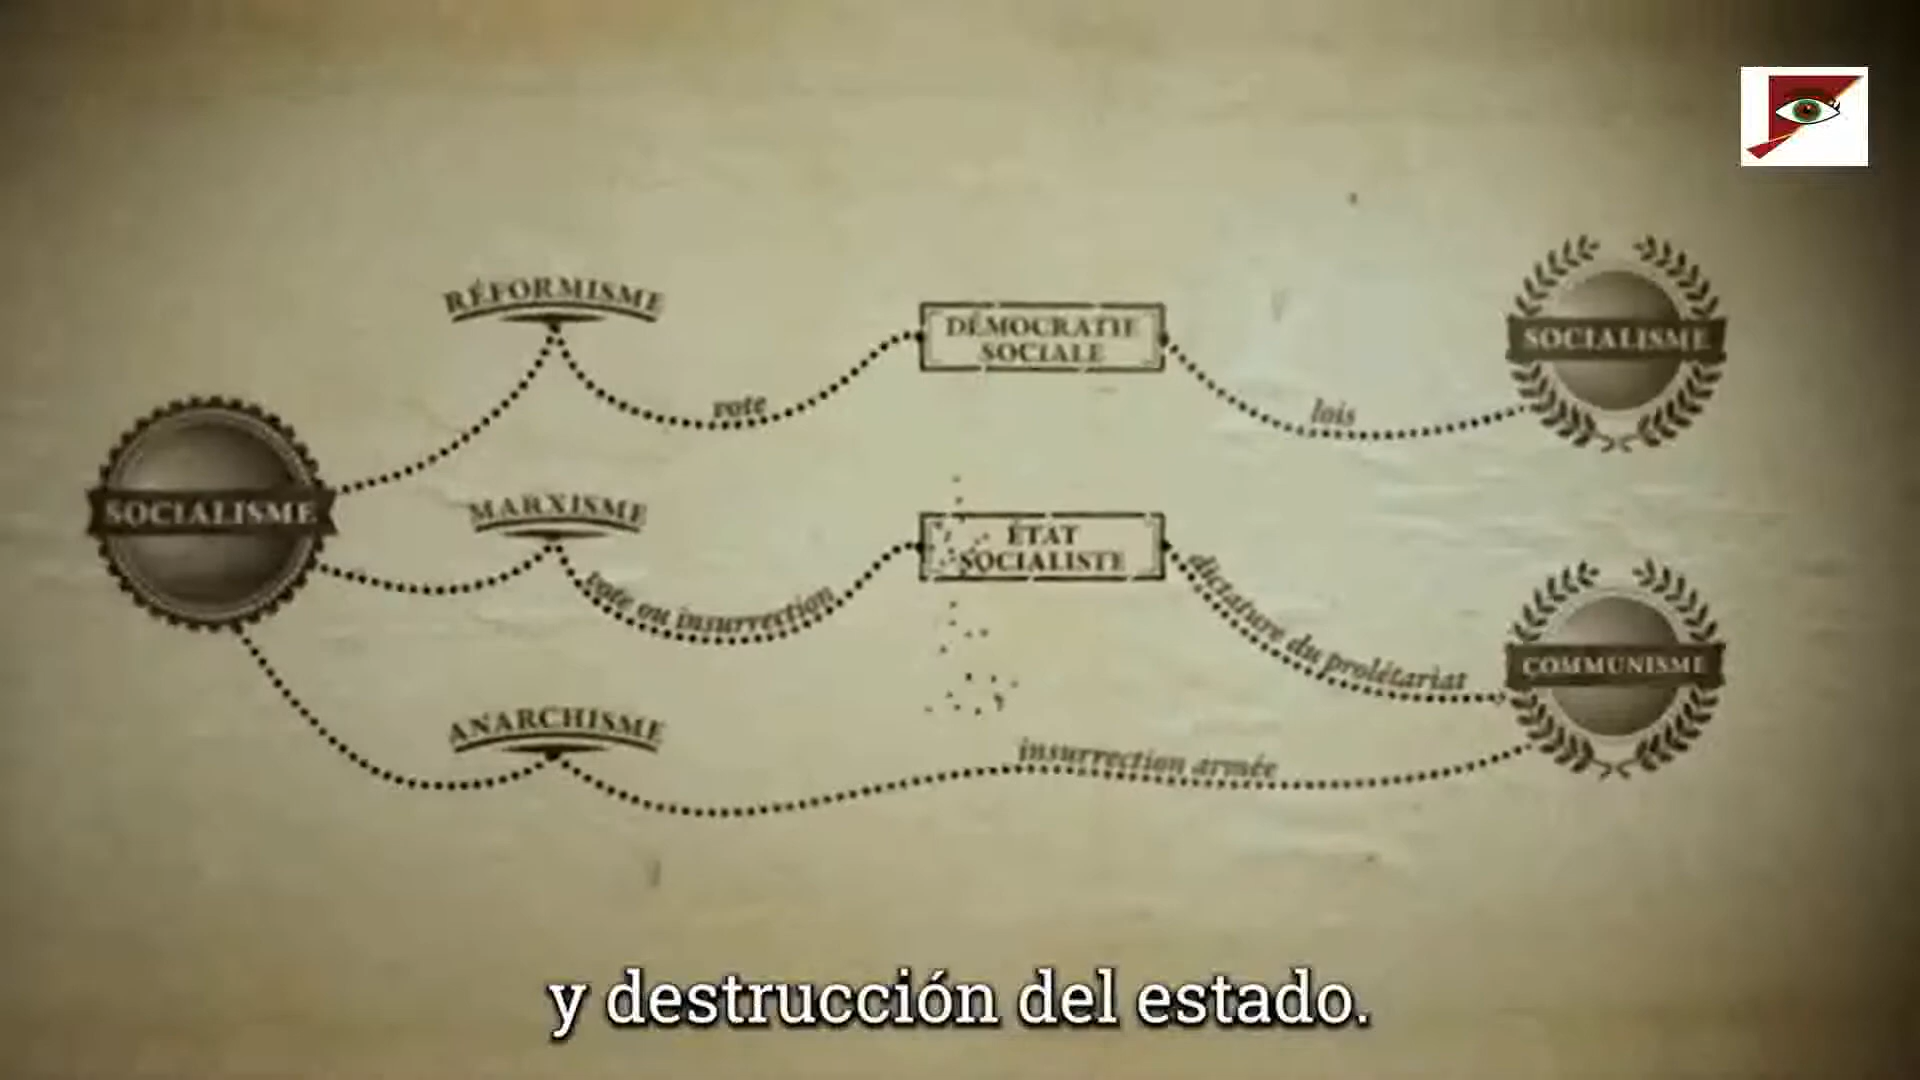 RÉFORMISME
DÉMOCRATIE
SOCIALE
SOCIALISME
vote
lois
SOCIALISME
MARXISME
ÉTAT
SOCIALISTE
vote ou insurrection
dictature du prolétariat
COMMUNISME
ANARCHISME
insurrection armée
y destrucción del estado.